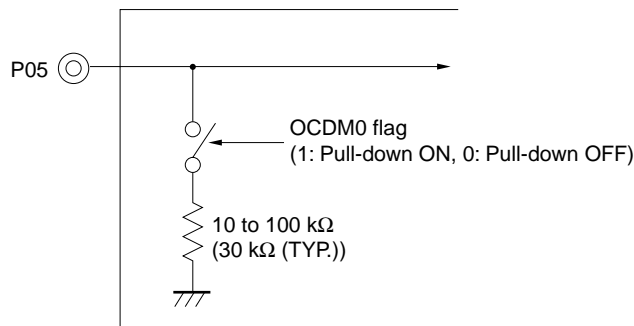 P05
OCDM0 flag
(1: Pull-down ON, 0: Pull-down OFF)
10 to 100 kΩ
(30 kΩ (TYP.))